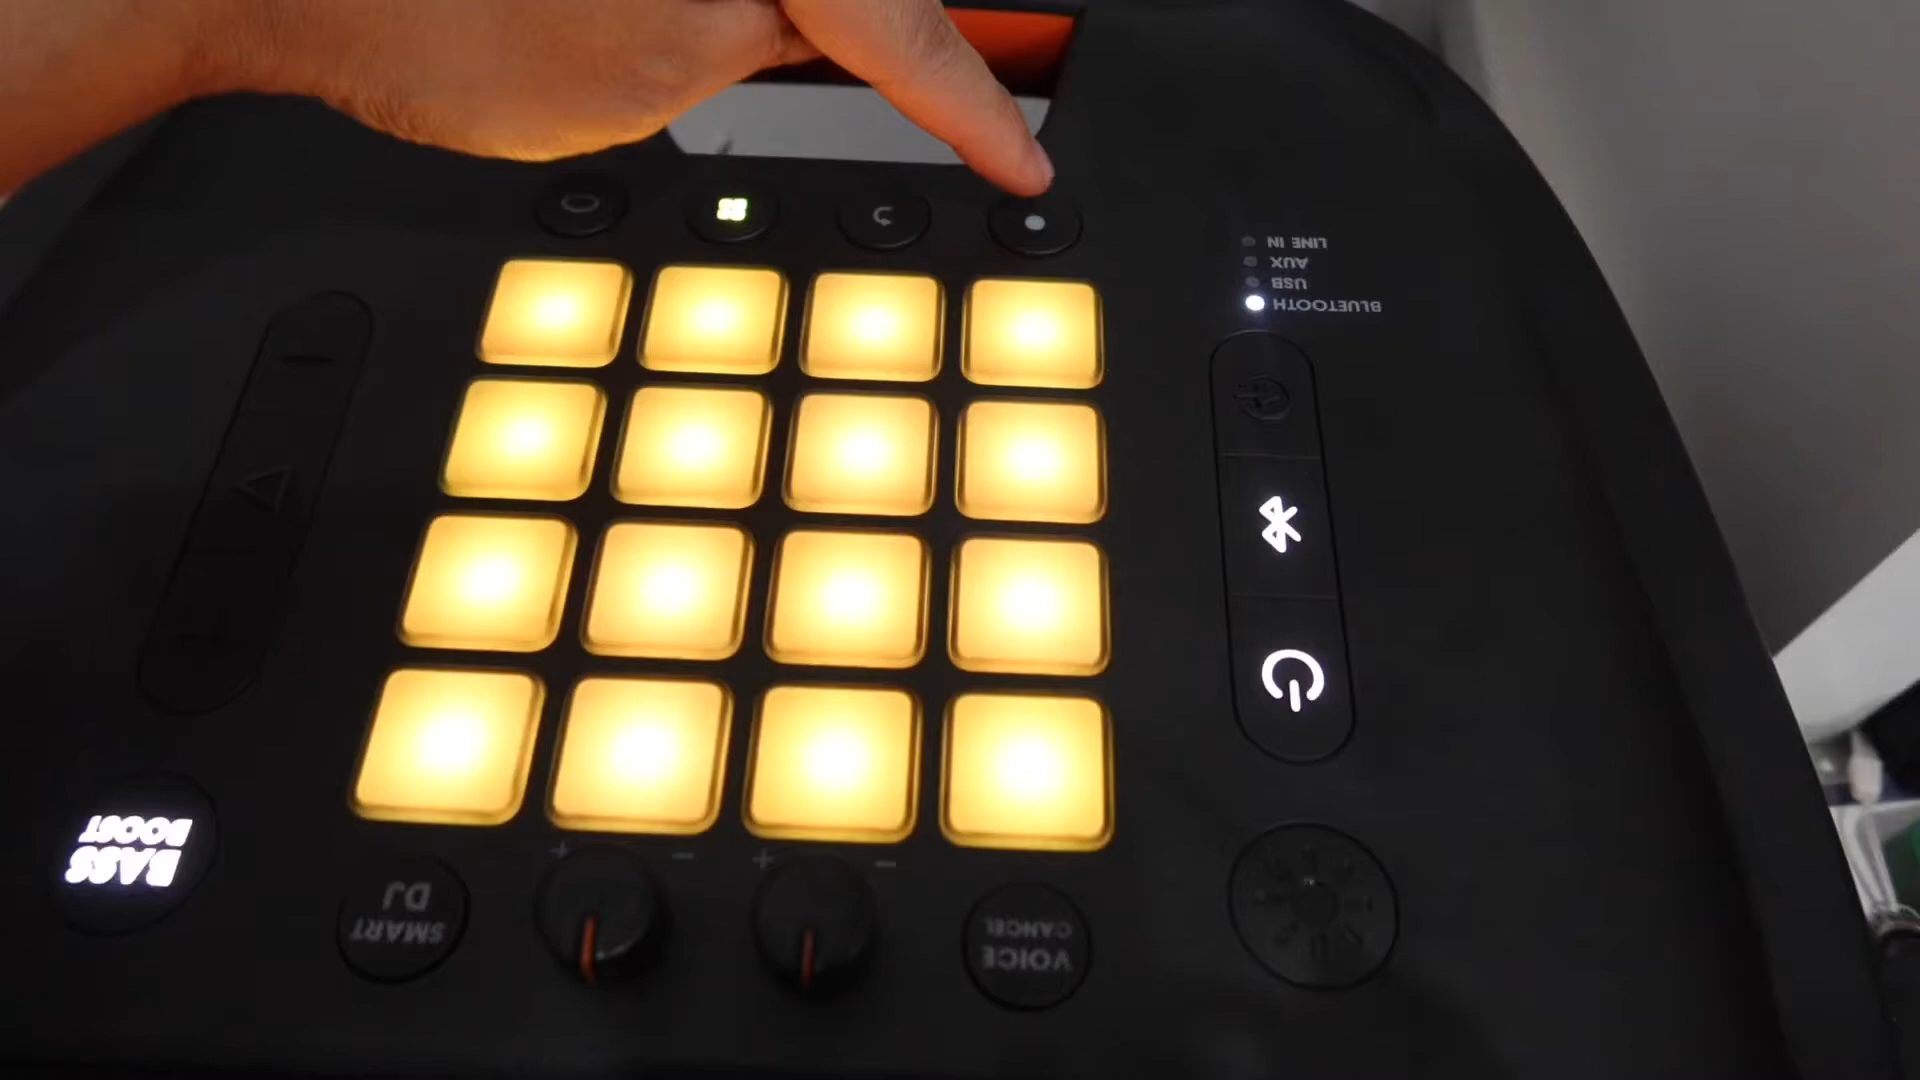 LINE IN
AUX
USB
BLUETOOTH
BASS
BOOST
SMART
DJ
VOICE
CANCEL
+ -
+ -